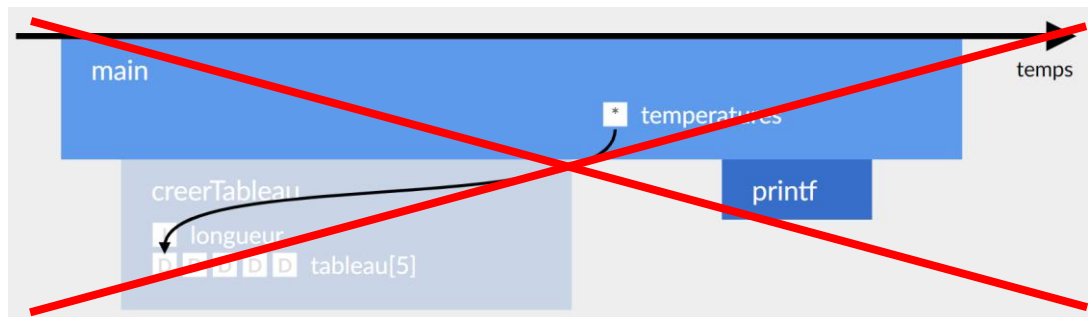 main
temps
* temperatures
creerTableau
printf
longueur
D D D D D tableau[5]